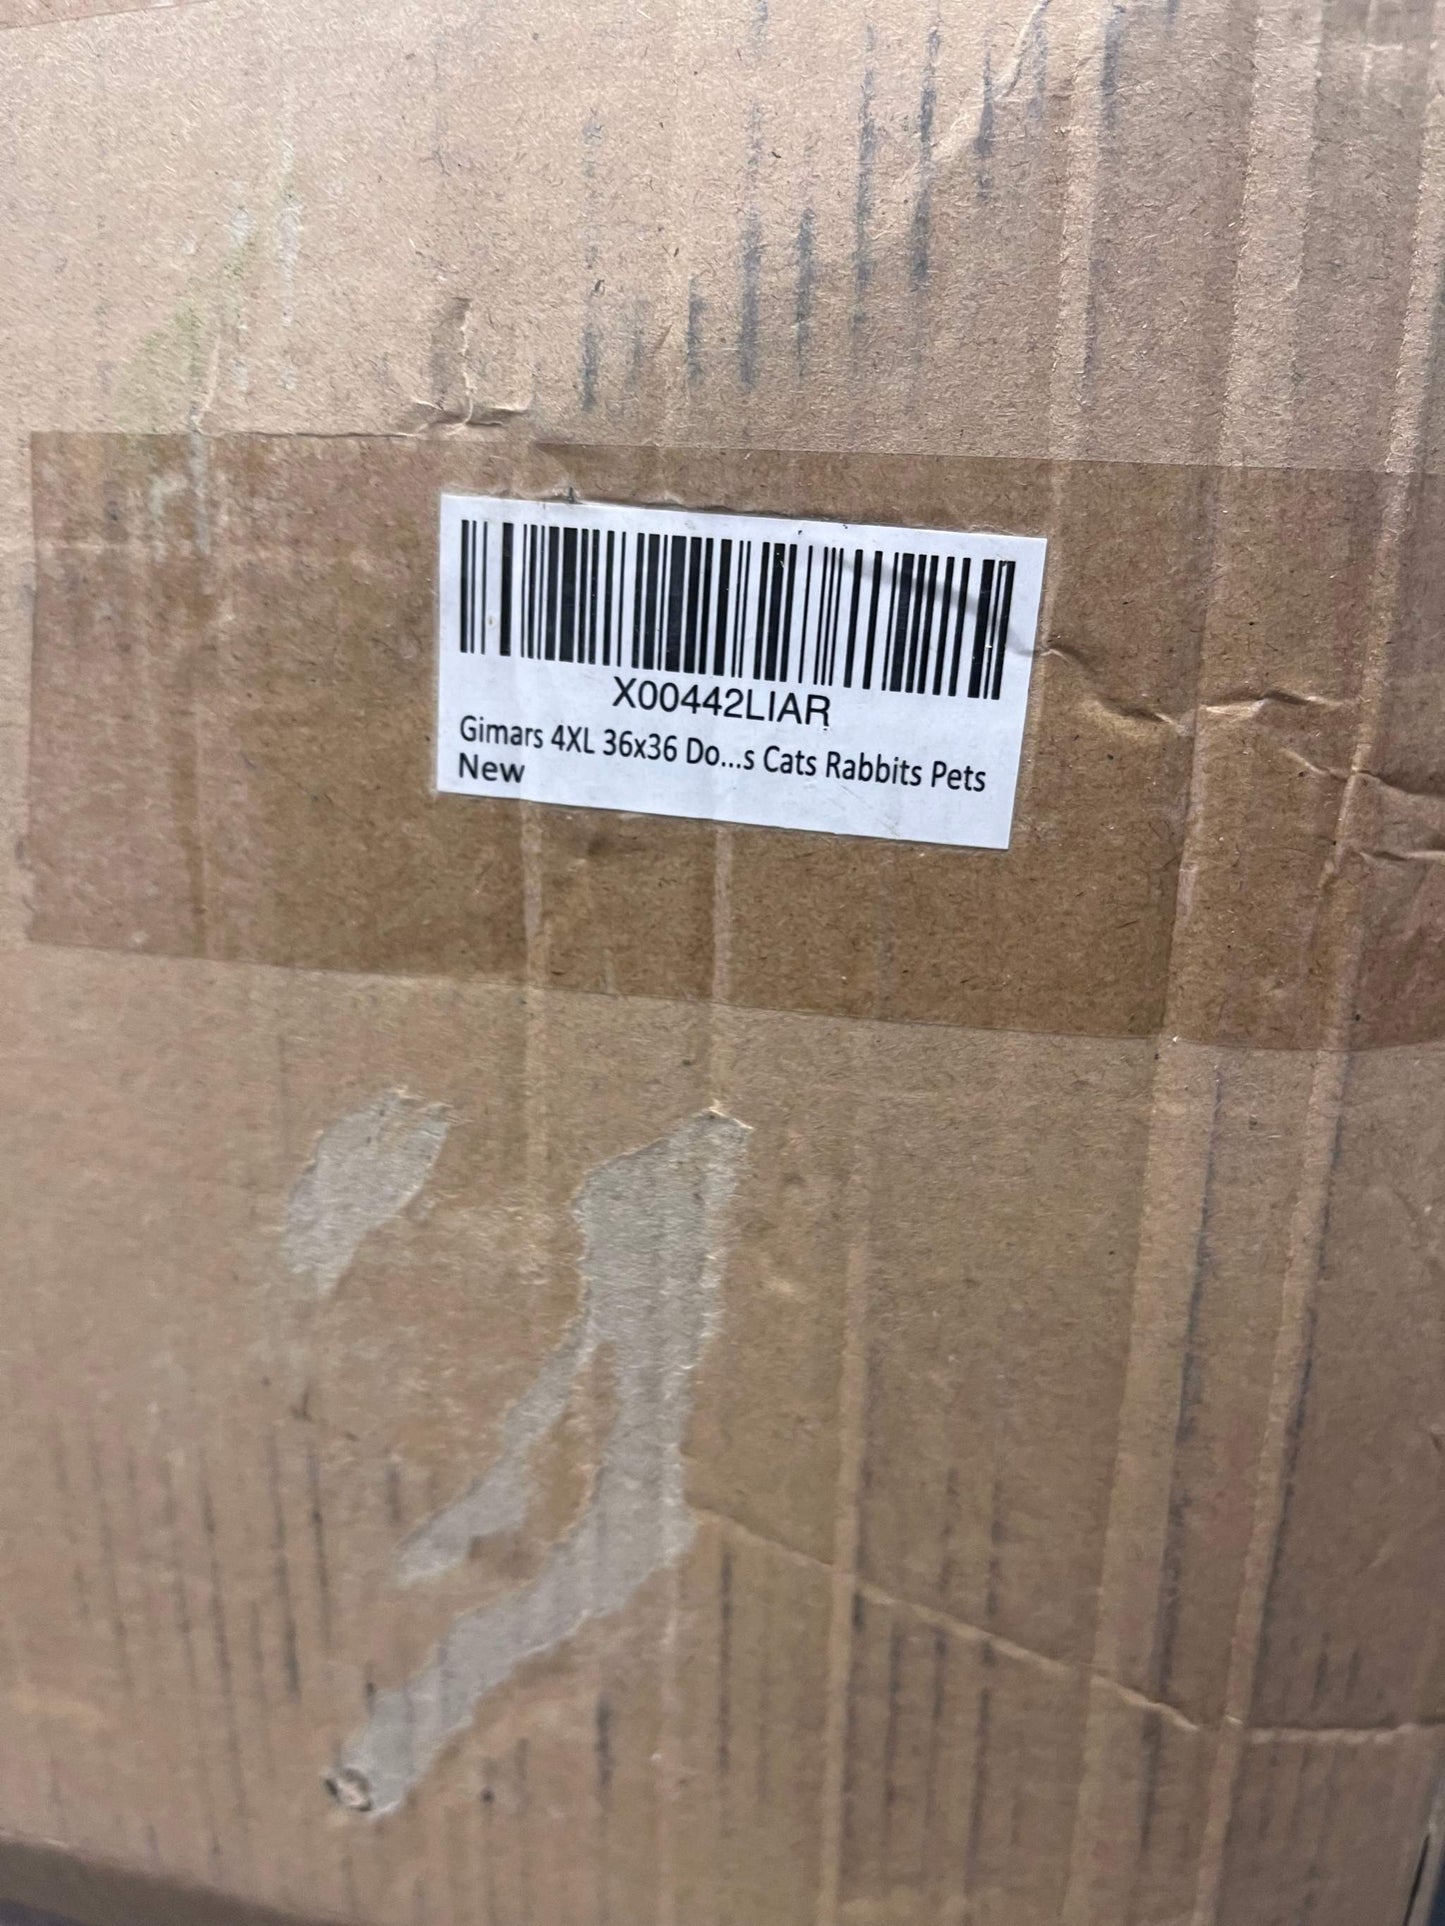 X00442LIAR
Gimars 4XL 36x36 Do...s Cats Rabbits Pets
New